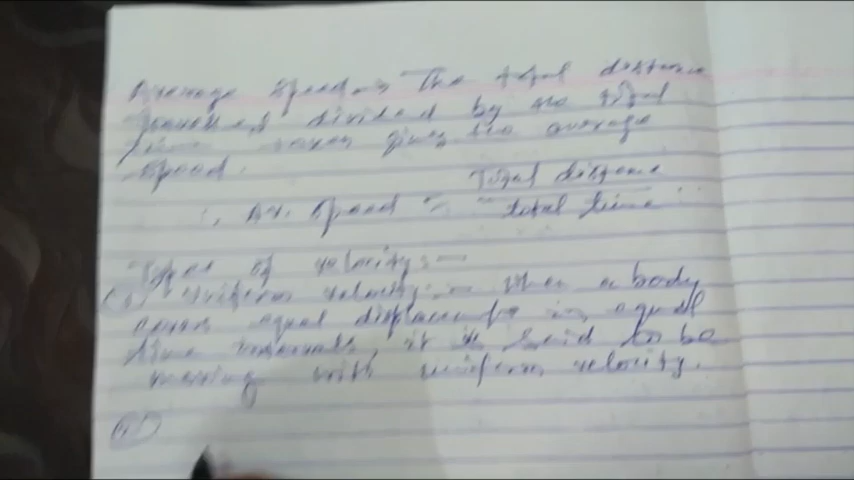 Average speed :- The total distance
travelled divided by the total
time taken gives the average
speed.
Total distance
∴ Av. speed = total time
Types of velocity :-
(i) Uniform velocity :- When a body
covers equal displacements in equal
time intervals, it is said to be
moving with uniform velocity.
(ii)